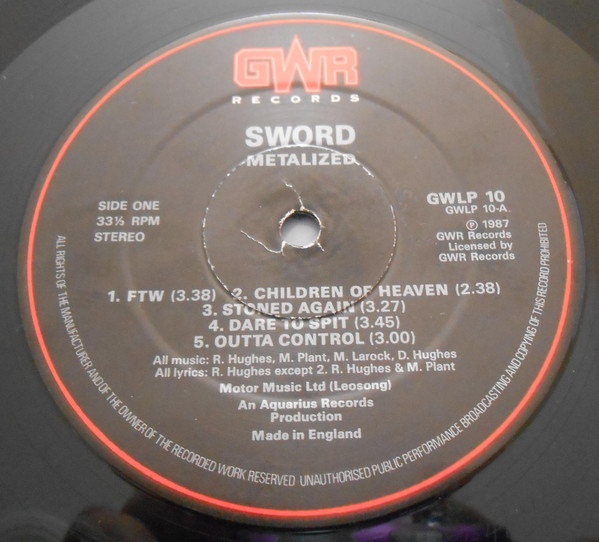 GWR
RECORDS
SWORD
METALIZED
SIDE ONE
33⅓ RPM
STEREO
GWLP 10
GWLP 10-A.
Ⓟ 1987
GWR Records
Licensed by
GWR Records
1. FTW (3.38) 2. CHILDREN OF HEAVEN (2.38)
3. STONED AGAIN (3.27)
4. DARE TO SPIT (3.45)
5. OUTTA CONTROL (3.00)
All music: R. Hughes, M. Plant, M. Larock, D. Hughes
All lyrics: R. Hughes except 2. R. Hughes & M. Plant
Motor Music Ltd (Leosong)
An Aquarius Records
Production
Made in England
ALL RIGHTS OF THE MANUFACTURER AND OF THE OWNER OF THE RECORDED WORK RESERVED UNAUTHORISED PUBLIC PERFORMANCE BROADCASTING AND COPYING OF THIS RECORD PROHIBITED